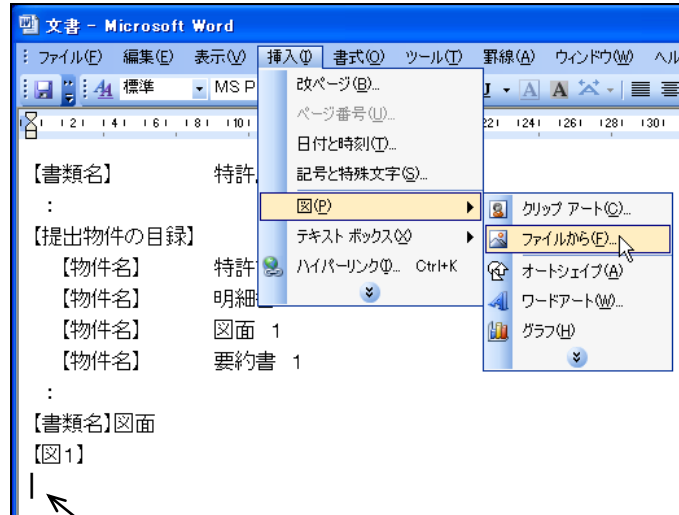 文書 - Microsoft Word
ファイル(F) 編集(E) 表示(V) 挿入(I) 書式(O) ツール(T) 罫線(A) ウィンドウ(W)
標準 MS P
改ページ(B)...
ページ番号(U)...
日付と時刻(T)...
記号と特殊文字(S)...
図(P)
テキスト ボックス(X)
ハイパーリンク(I)... Ctrl+K
クリップ アート(C)...
ファイルから(F)...
オートシェイプ(A)
ワードアート(W)...
グラフ(H)
【書類名】 特許
:
【提出物件の目録】
【物件名】 特許
【物件名】 明細
【物件名】 図面 1
【物件名】 要約書 1
:
【書類名】図面
【図1】